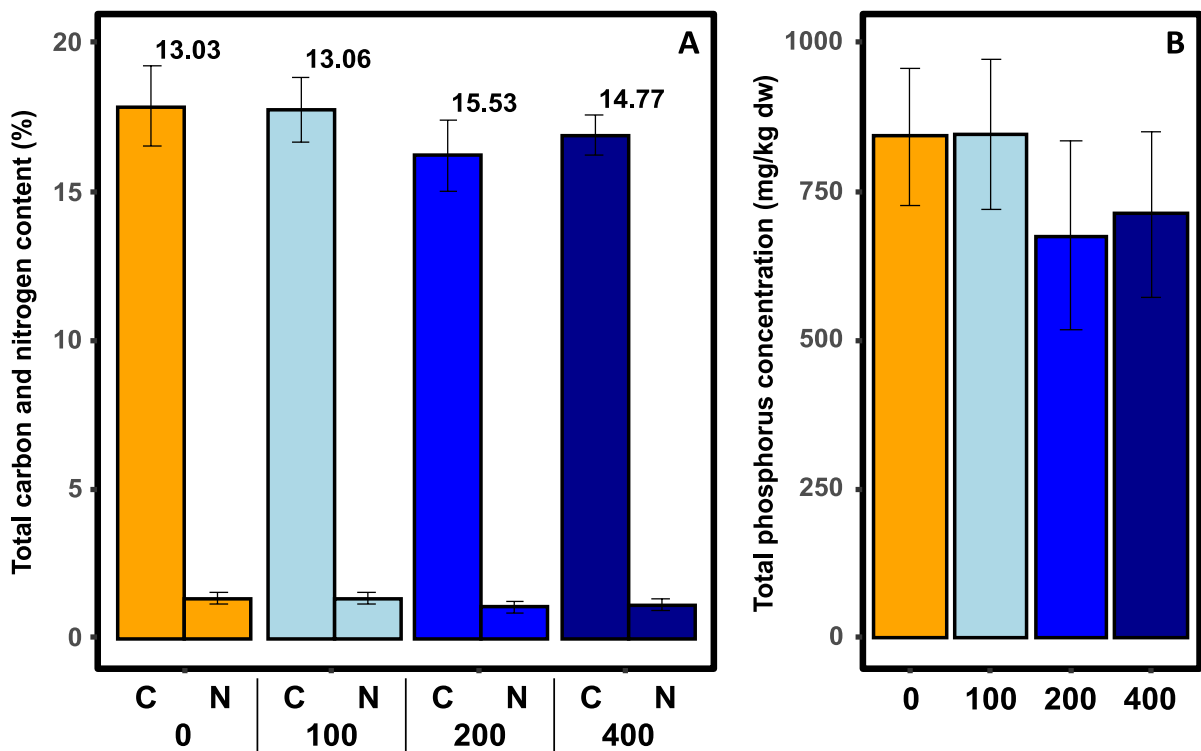 Total carbon and nitrogen content (%)
20
15
10
5
0
A
13.03
13.06
15.53
14.77
C N C N C N C N
0 100 200 400
Total phosphorus concentration (mg/kg dw)
1000
750
500
250
0
B
0 100 200 400